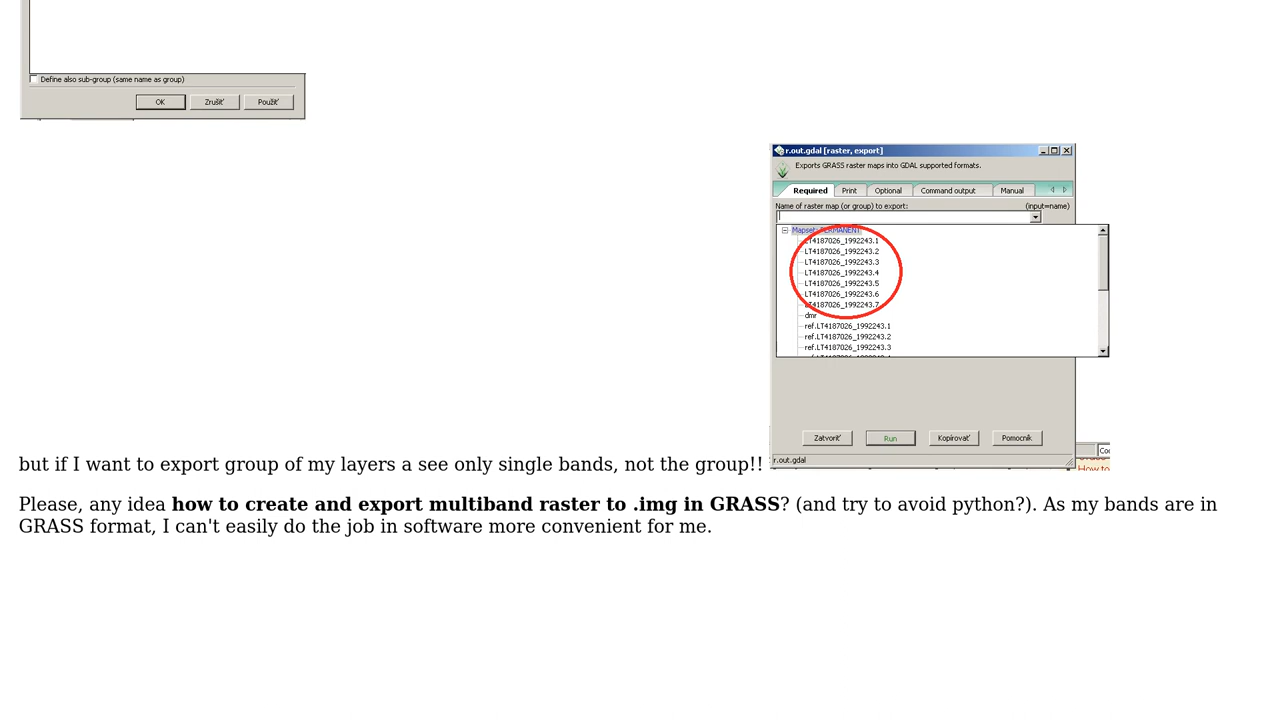 Define also sub-group (same name as group)
OK Zrušiť Použiť
r.out.gdal [raster, export]
Exports GRASS raster maps into GDAL supported formats.
Required Print Optional Command output Manual
Name of raster map (or group) to export: (input=name)
Mapset: PERMANENT
LT4187026_1992243.1
LT4187026_1992243.2
LT4187026_1992243.3
LT4187026_1992243.4
LT4187026_1992243.5
LT4187026_1992243.6
LT4187026_1992243.7
dmr
ref.LT4187026_1992243.1
ref.LT4187026_1992243.2
ref.LT4187026_1992243.3
Zatvoriť Run Kopírovať Pomocník
r.out.gdal
but if I want to export group of my layers a see only single bands, not the group!!
Please, any idea how to create and export multiband raster to .img in GRASS? (and try to avoid python?). As my bands are in
GRASS format, I can't easily do the job in software more convenient for me.